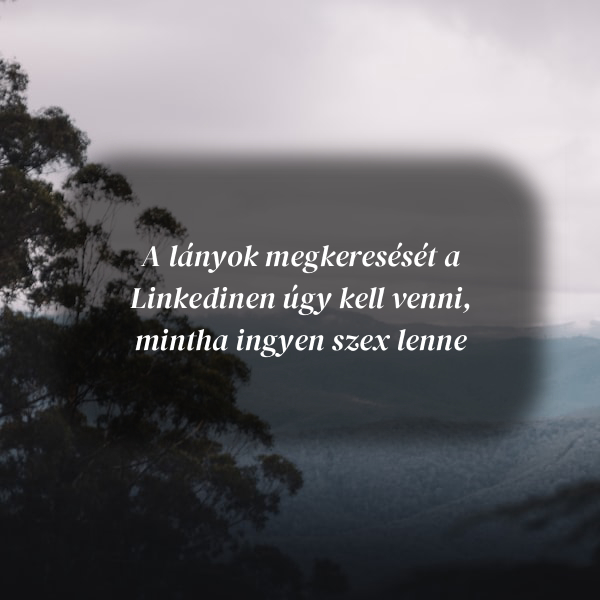 A lányok megkeresését a
Linkedinen úgy kell venni,
mintha ingyen szex lenne